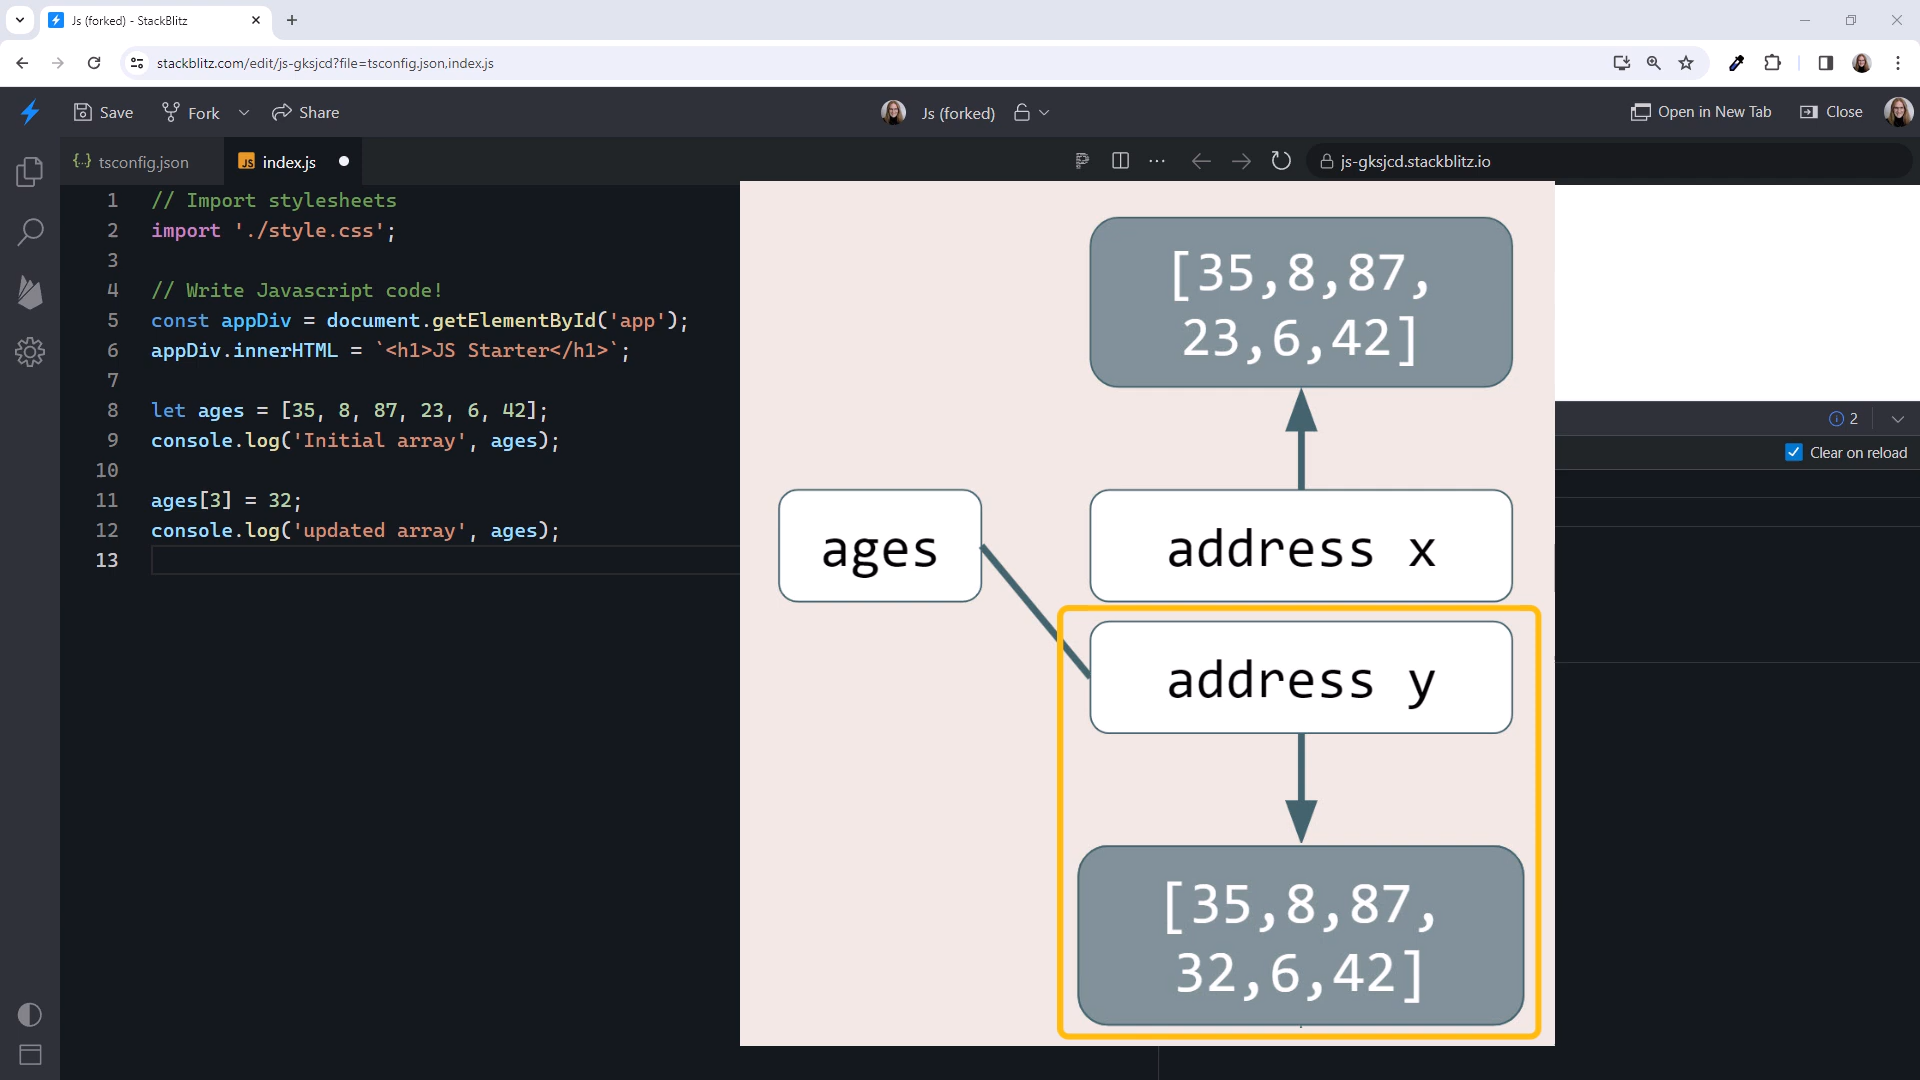 Js (forked) - StackBlitz
stackblitz.com/edit/js-gksjcd?file=tsconfig.json,index.js
Save
Fork
Share
Js (forked)
Open in New Tab
Close
{·} tsconfig.json
JS index.js
js-gksjcd.stackblitz.io
1 // Import stylesheets
2 import './style.css';
3
4 // Write Javascript code!
5 const appDiv = document.getElementById('app');
6 appDiv.innerHTML = `<h1>JS Starter</h1>`;
7
8 let ages = [35, 8, 87, 23, 6, 42];
9 console.log('Initial array', ages);
10
11 ages[3] = 32;
12 console.log('updated array', ages);
13
[35,8,87,
23,6,42]
ages
address x
address y
[35,8,87,
32,6,42]
2
Clear on reload